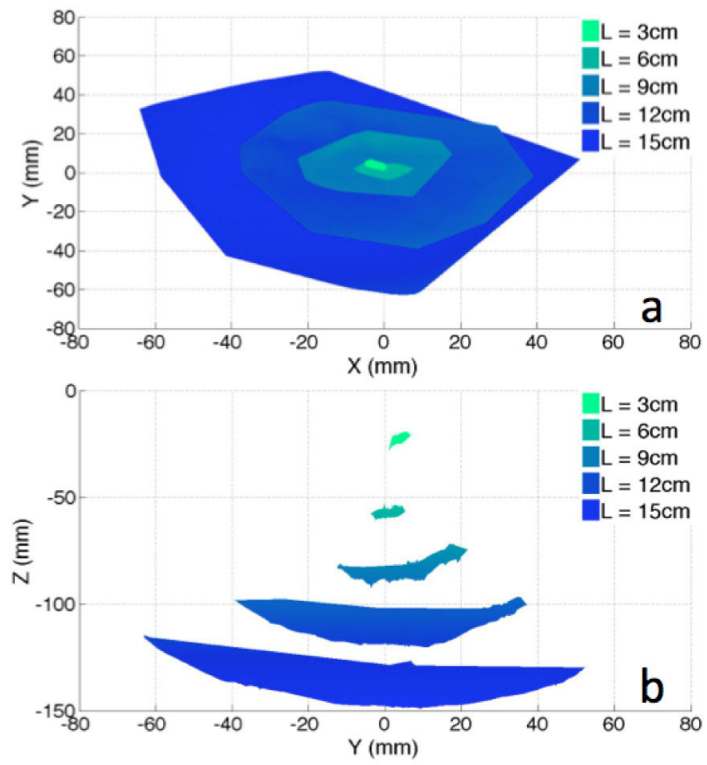 80
60
40
20
0
-20
-40
-60
-80
Y (mm)
L = 3cm
L = 6cm
L = 9cm
L = 12cm
L = 15cm
a
-80 -60 -40 -20 0 20 40 60 80
X (mm)
0
-50
-100
-150
Z (mm)
L = 3cm
L = 6cm
L = 9cm
L = 12cm
L = 15cm
b
-80 -60 -40 -20 0 20 40 60 80
Y (mm)